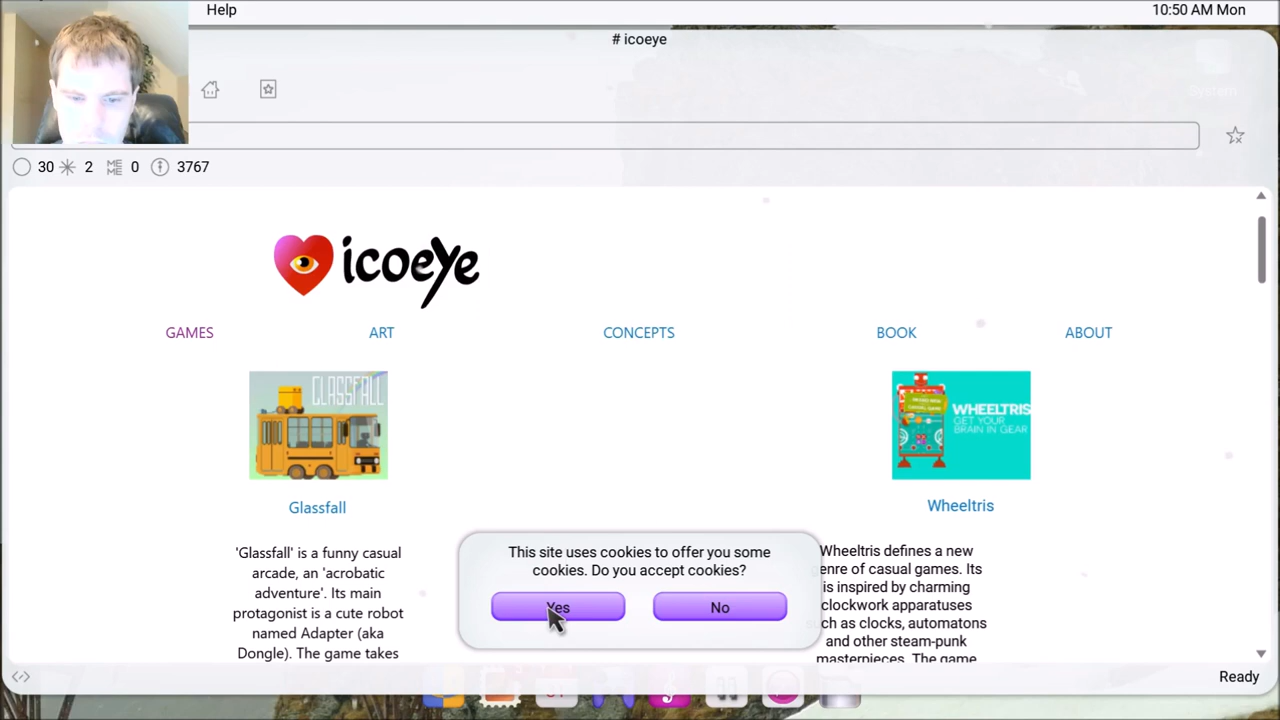 Help
10:50 AM Mon
# icoeye
System
30 2 0 3767
icoeye
GAMES ART CONCEPTS BOOK ABOUT
GLASSFALL
WHEELTRIS
GET YOUR
BRAIN IN GEAR
Glassfall
Wheeltris
'Glassfall' is a funny casual
arcade, an 'acrobatic
adventure'. Its main
protagonist is a cute robot
named Adapter (aka
Dongle). The game takes
This site uses cookies to offer you some
cookies. Do you accept cookies?
Yes
No
Wheeltris defines a new
enre of casual games. Its
is inspired by charming
clockwork apparatuses
uch as clocks, automatons
and other steam-punk
masterpieces. The game
Ready